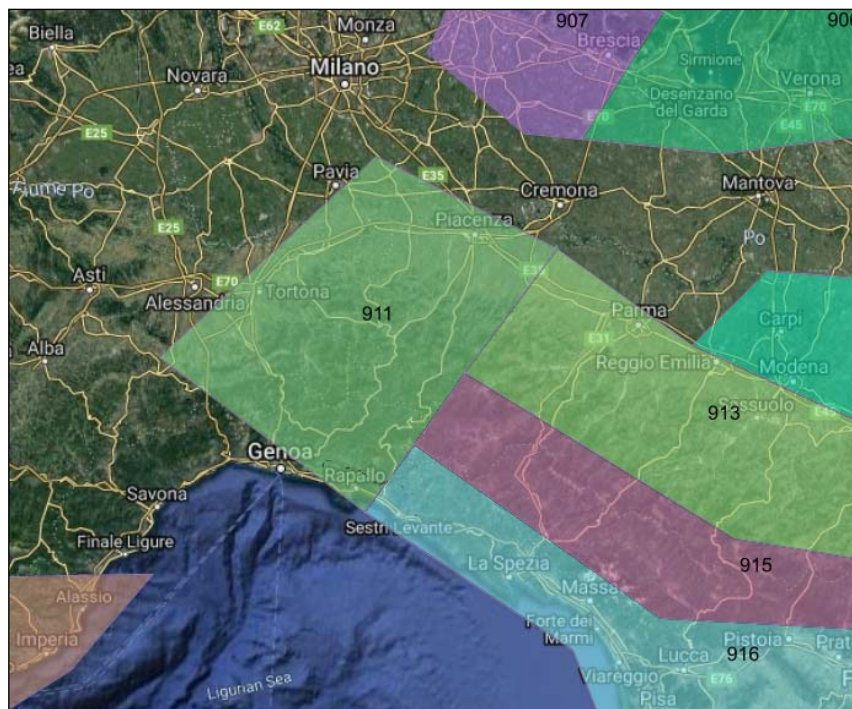 E62
Monza
907
906
Biella
Brescia
Sirmione
Milano
Novara
Desenzano
del Garda
Verona
E70
E70
E25
E45
Pavia
E35
Fiume Po
Cremona
Mantova
E25
Piacenza
Po
Asti
E70
Tortona
Alessandria
911
Parma
Carpi
E31
Alba
Reggio Emilia
Modena
913
Sassuolo
E45
Genoa
Rapallo
Savona
Sestri Levante
Finale Ligure
La Spezia
915
Alassio
Massa
Forte dei
Marmi
Imperia
Pistoia
916
Lucca
Viareggio
E76
Ligurian Sea
Pisa